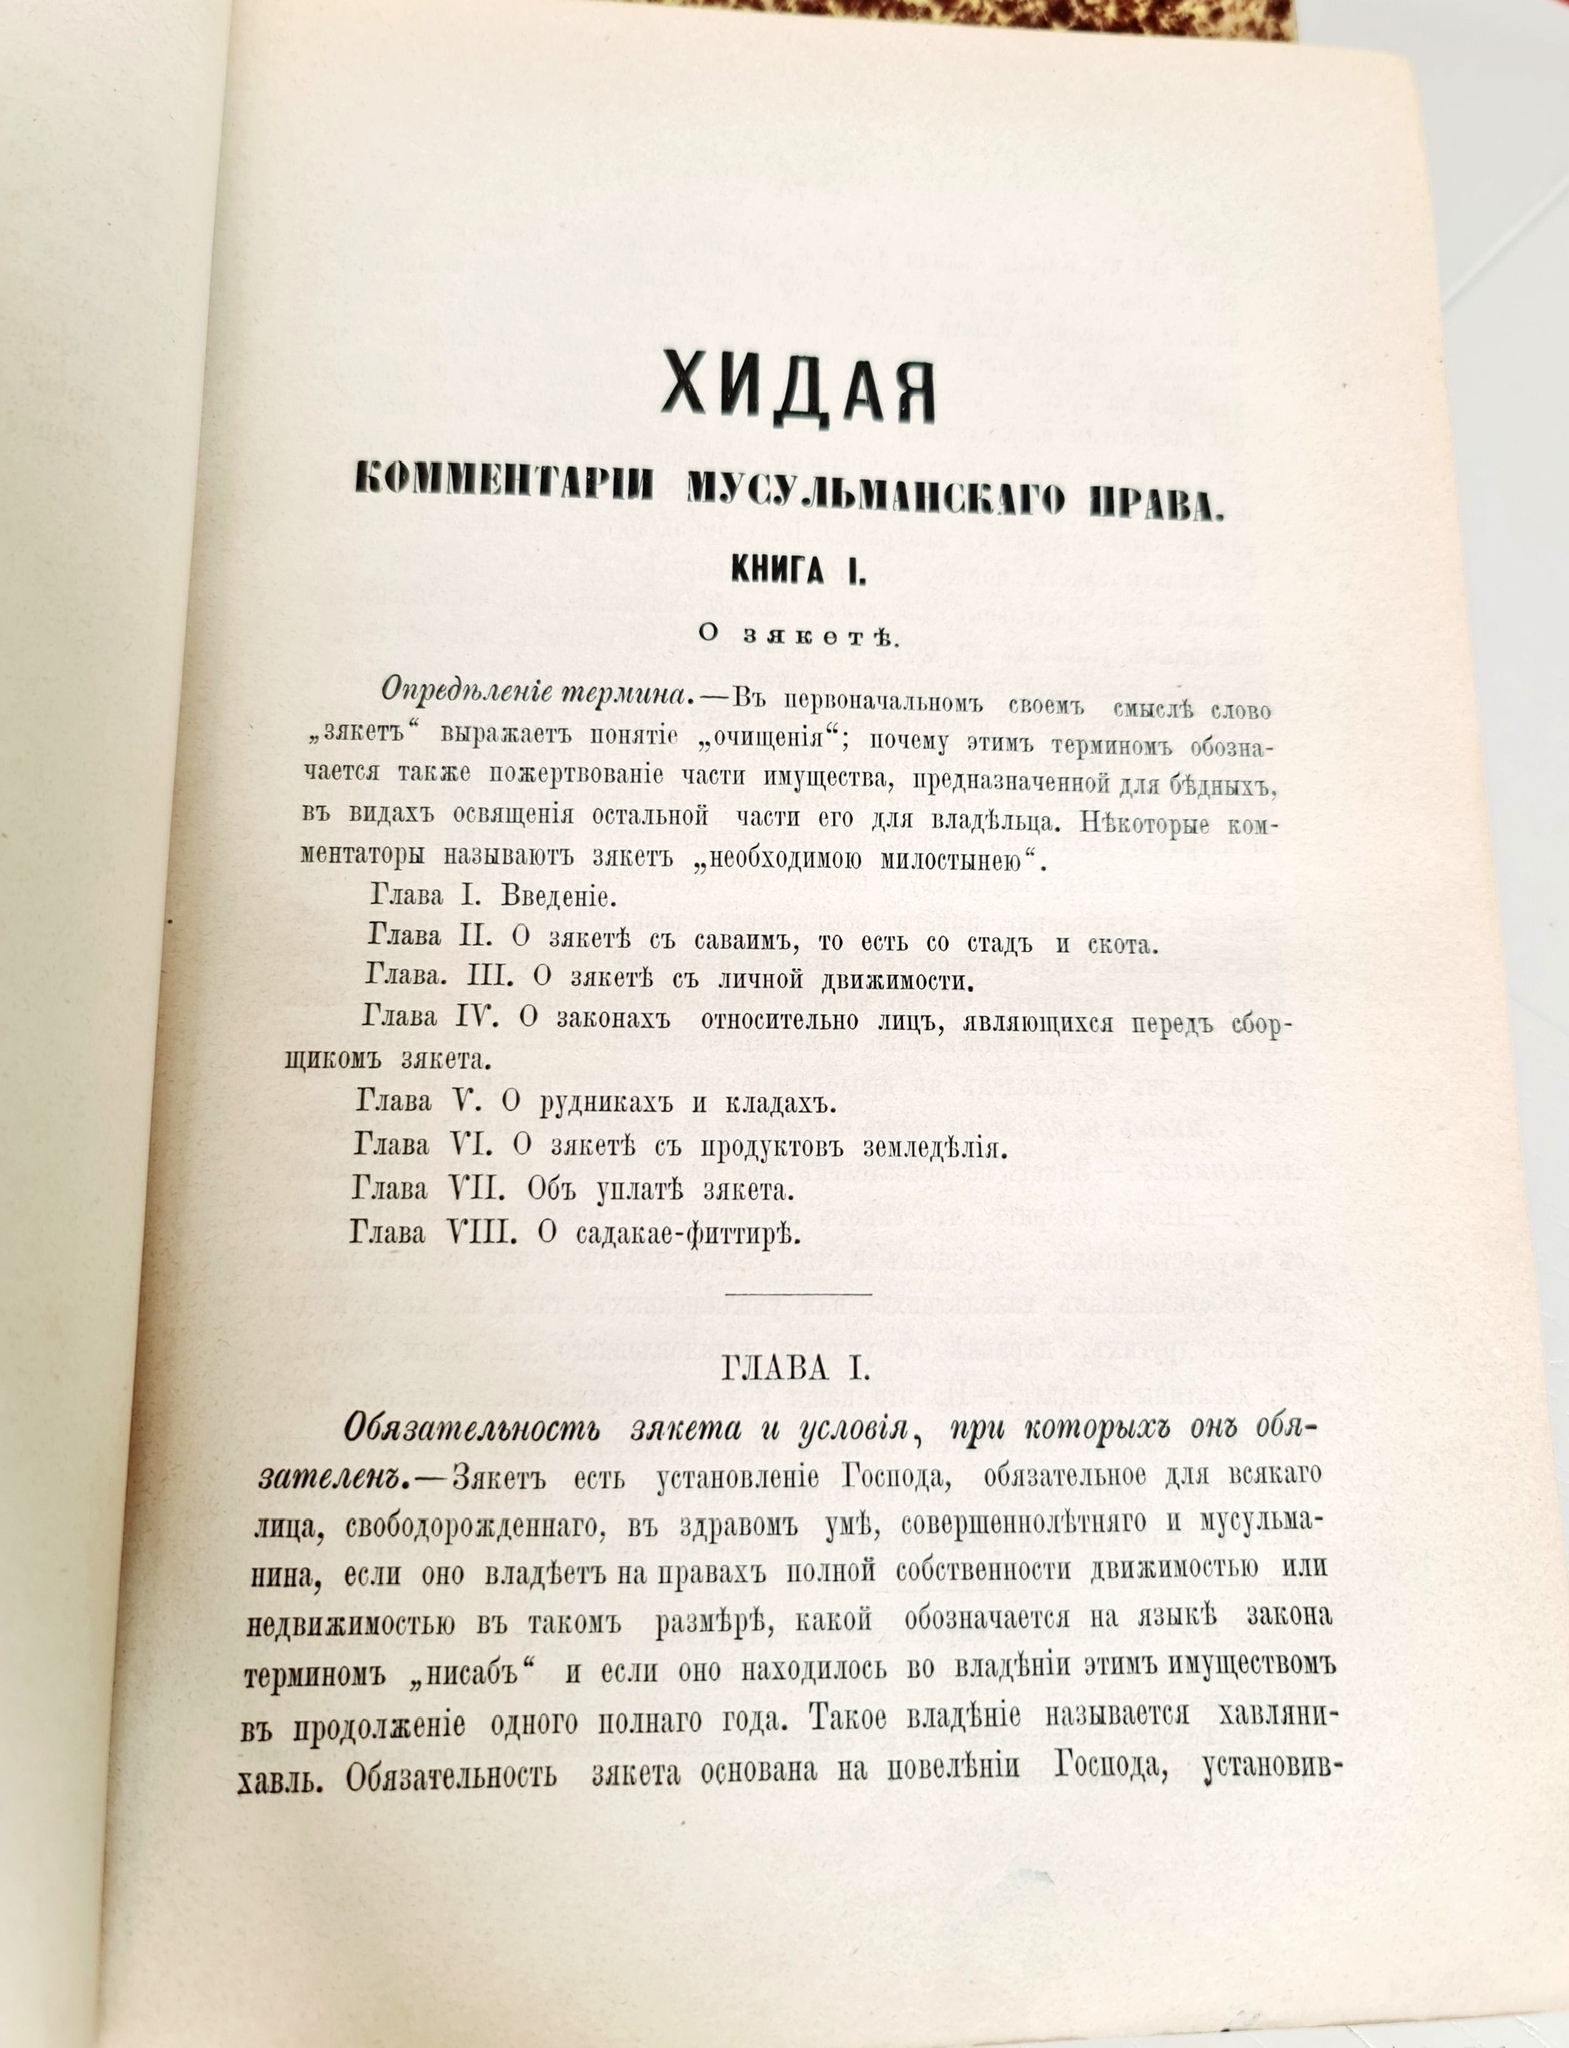 ХИДАЯ
КОММЕНТАРІИ МУСУЛЬМАНСКАГО ПРАВА.
КНИГА I.
О зякетѣ.
Опредѣленіе термина.—Въ первоначальномъ своемъ смыслѣ слово
„зякетъ“ выражаетъ понятіе „очищенія“; почему этимъ терминомъ обозна-
чается также пожертвованіе части имущества, предназначенной для бѣдныхъ,
въ видахъ освященія остальной части его для владѣльца. Нѣкоторые ком-
ментаторы называютъ зякетъ „необходимою милостынею“.
Глава I. Введеніе.
Глава II. О зякетѣ съ саваимъ, то есть со стадъ и скота.
Глава. III. О зякетѣ съ личной движимости.
Глава IV. О законахъ относительно лицъ, являющихся передъ сбор-
щикомъ зякета.
Глава V. О рудникахъ и кладахъ.
Глава VI. О зякетѣ съ продуктовъ земледѣлія.
Глава VII. Объ уплатѣ зякета.
Глава VIII. О садакае-фиттирѣ.
ГЛАВА I.
Обязательность зякета и условія, при которыхъ онъ обя-
зателенъ.—Зякетъ есть установленіе Господа, обязательное для всякаго
лица, свободорожденнаго, въ здравомъ умѣ, совершеннолѣтняго и мусульма-
нина, если оно владѣетъ на правахъ полной собственности движимостью или
недвижимостью въ такомъ размѣрѣ, какой обозначается на языкѣ закона
терминомъ „нисабъ“ и если оно находилось во владѣніи этимъ имуществомъ
въ продолженіе одного полнаго года. Такое владѣніе называется хавляни-
хавль. Обязательность зякета основана на повелѣніи Господа, установив-